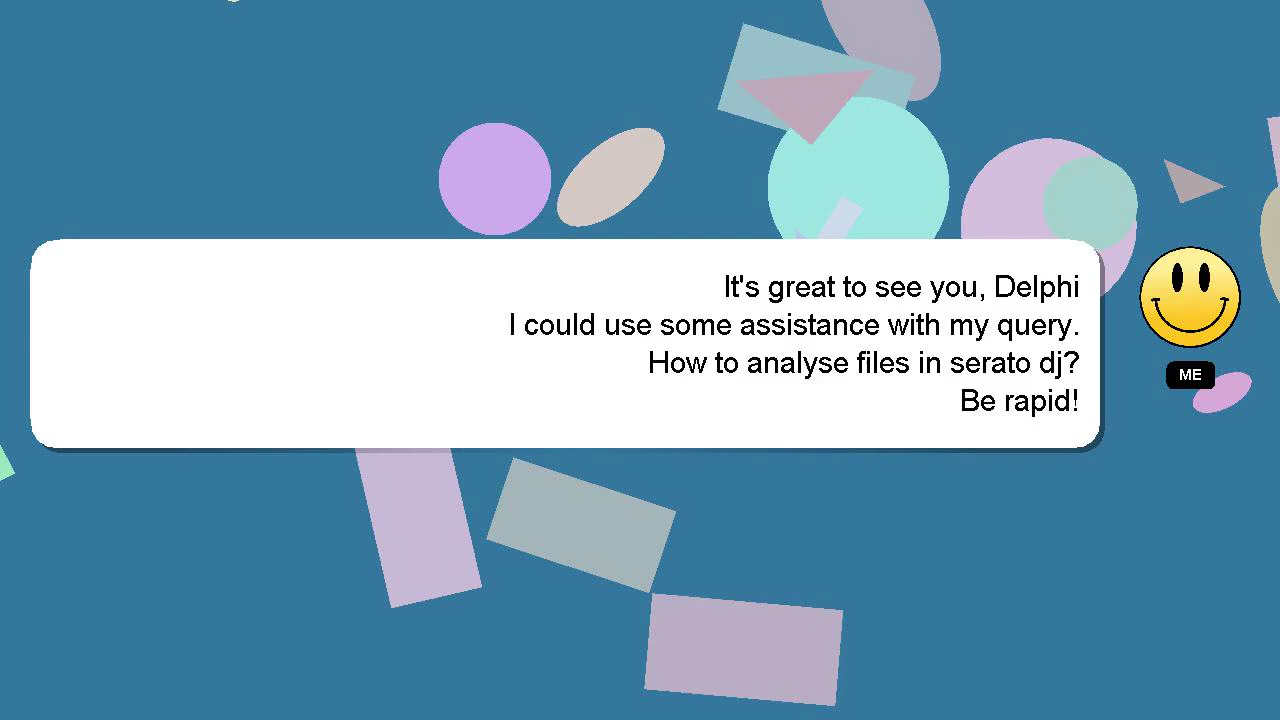 It's great to see you, Delphi
I could use some assistance with my query.
How to analyse files in serato dj?
Be rapid!
ME